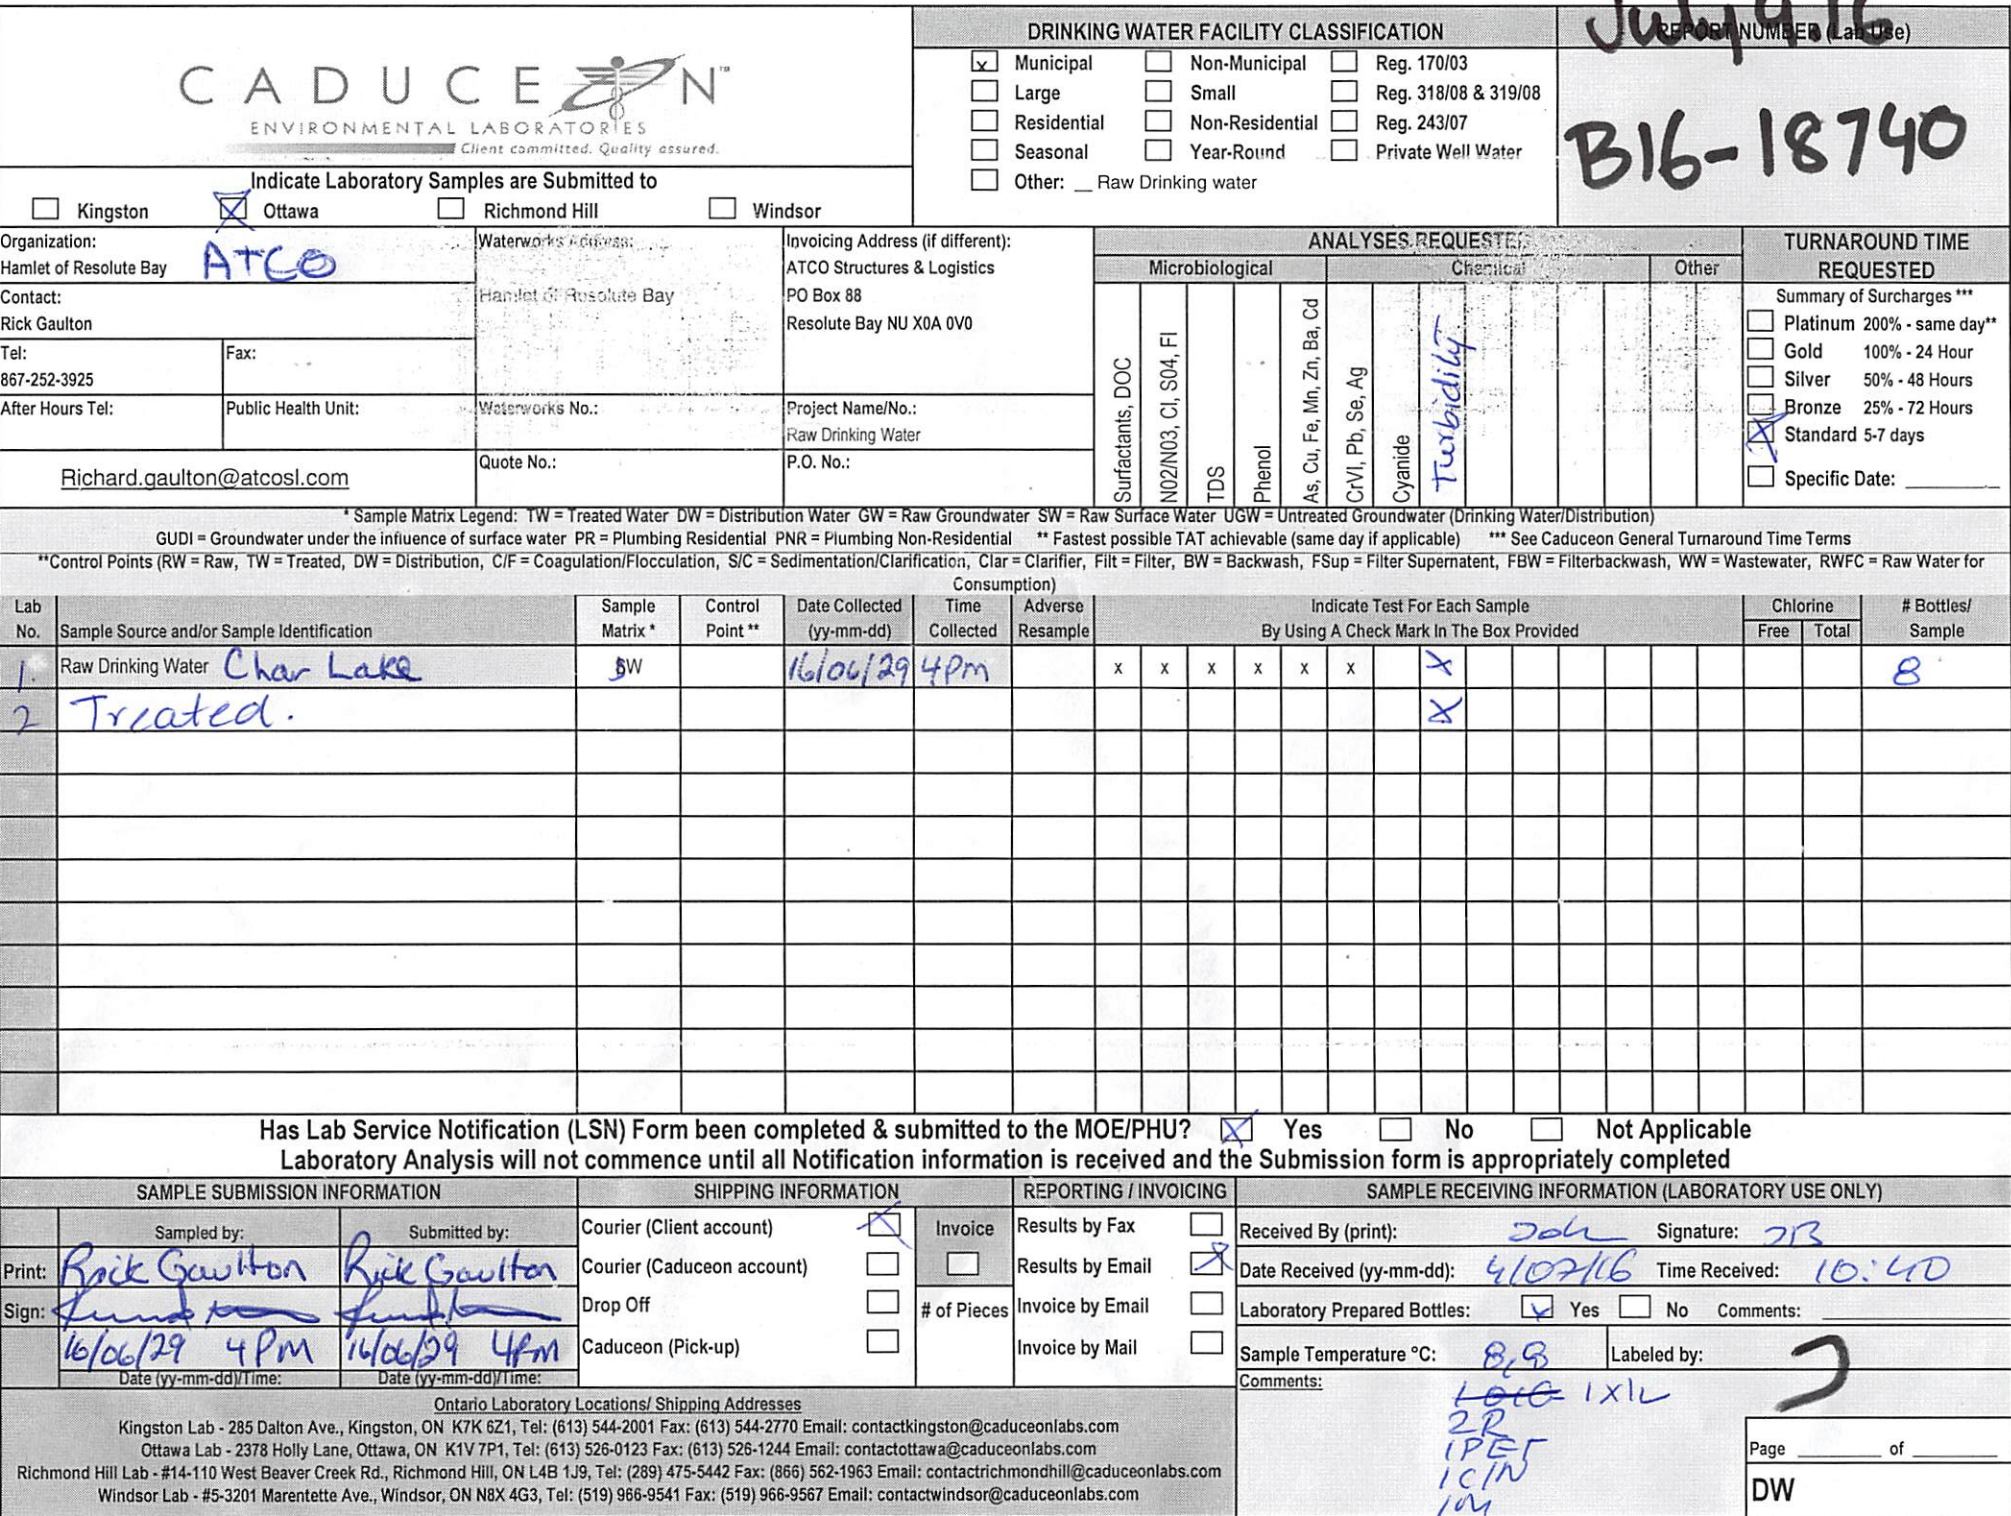 July 9.16
CADUCEON™
ENVIRONMENTAL LABORATORIES
Client committed. Quality assured.
DRINKING WATER FACILITY CLASSIFICATION
REPORT NUMBER (Lab Use)
x Municipal Non-Municipal Reg. 170/03
Large Small Reg. 318/08 & 319/08
Residential Non-Residential Reg. 243/07
Seasonal Year-Round Private Well Water
Other: __ Raw Drinking water
B16-18740
Indicate Laboratory Samples are Submitted to
Kingston X Ottawa Richmond Hill Windsor
Organization:
Hamlet of Resolute Bay ATCO
Contact:
Rick Gaulton
Tel:
867-252-3925
Fax:
After Hours Tel:
Public Health Unit:
Richard.gaulton@atcosl.com
Waterworks Address:
Hamlet of Resolute Bay
Waterworks No.:
Quote No.:
Invoicing Address (if different):
ATCO Structures & Logistics
PO Box 88
Resolute Bay NU X0A 0V0
Project Name/No.:
Raw Drinking Water
P.O. No.:
ANALYSES REQUESTED
Microbiological Chemical Other
Surfactants, DOC
N02/N03, Cl, S04, Fl
TDS
Phenol
As, Cu, Fe, Mn, Zn, Ba, Cd
CrVI, Pb, Se, Ag
Cyanide
Turbidity
TURNAROUND TIME
REQUESTED
Summary of Surcharges ***
Platinum 200% - same day**
Gold 100% - 24 Hour
Silver 50% - 48 Hours
Bronze 25% - 72 Hours
X Standard 5-7 days
Specific Date: ________
* Sample Matrix Legend: TW = Treated Water DW = Distribution Water GW = Raw Groundwater SW = Raw Surface Water UGW = Untreated Groundwater (Drinking Water/Distribution)
GUDI = Groundwater under the influence of surface water PR = Plumbing Residential PNR = Plumbing Non-Residential ** Fastest possible TAT achievable (same day if applicable) *** See Caduceon General Turnaround Time Terms
**Control Points (RW = Raw, TW = Treated, DW = Distribution, C/F = Coagulation/Flocculation, S/C = Sedimentation/Clarification, Clar = Clarifier, Filt = Filter, BW = Backwash, FSup = Filter Supernatent, FBW = Filterbackwash, WW = Wastewater, RWFC = Raw Water for
Consumption)
Lab No. Sample Source and/or Sample Identification Sample Matrix * Control Point ** Date Collected (yy-mm-dd) Time Collected Adverse Resample Indicate Test For Each Sample By Using A Check Mark In The Box Provided Chlorine Free Total # Bottles/ Sample
1. Raw Drinking Water Char Lake SW 16/06/29 4pm x x x x x x X 8
2 Treated. X
Has Lab Service Notification (LSN) Form been completed & submitted to the MOE/PHU? X Yes No Not Applicable
Laboratory Analysis will not commence until all Notification information is received and the Submission form is appropriately completed
SAMPLE SUBMISSION INFORMATION
Sampled by: Submitted by:
Print: Rick Gaulton Rick Gaulton
Sign:
16/06/29 4PM 16/06/29 4PM
Date (yy-mm-dd)/Time: Date (yy-mm-dd)/Time:
SHIPPING INFORMATION
Courier (Client account) X
Courier (Caduceon account)
Drop Off
Caduceon (Pick-up)
Invoice
# of Pieces
REPORTING / INVOICING
Results by Fax
Results by Email X
Invoice by Email
Invoice by Mail
SAMPLE RECEIVING INFORMATION (LABORATORY USE ONLY)
Received By (print): Signature: JB
Date Received (yy-mm-dd): 4/07/16 Time Received: 10:40
Laboratory Prepared Bottles: Yes No Comments:
Sample Temperature °C: 8,8 Labeled by:
Comments:
1X1L
2R
1PET
1C/N
1M
Ontario Laboratory Locations/ Shipping Addresses
Kingston Lab - 285 Dalton Ave., Kingston, ON K7K 6Z1, Tel: (613) 544-2001 Fax: (613) 544-2770 Email: contactkingston@caduceonlabs.com
Ottawa Lab - 2378 Holly Lane, Ottawa, ON K1V 7P1, Tel: (613) 526-0123 Fax: (613) 526-1244 Email: contactottawa@caduceonlabs.com
Richmond Hill Lab - #14-110 West Beaver Creek Rd., Richmond Hill, ON L4B 1J9, Tel: (289) 475-5442 Fax: (866) 562-1963 Email: contactrichmondhill@caduceonlabs.com
Windsor Lab - #5-3201 Marentette Ave., Windsor, ON N8X 4G3, Tel: (519) 966-9541 Fax: (519) 966-9567 Email: contactwindsor@caduceonlabs.com
Page ________ of ________
DW